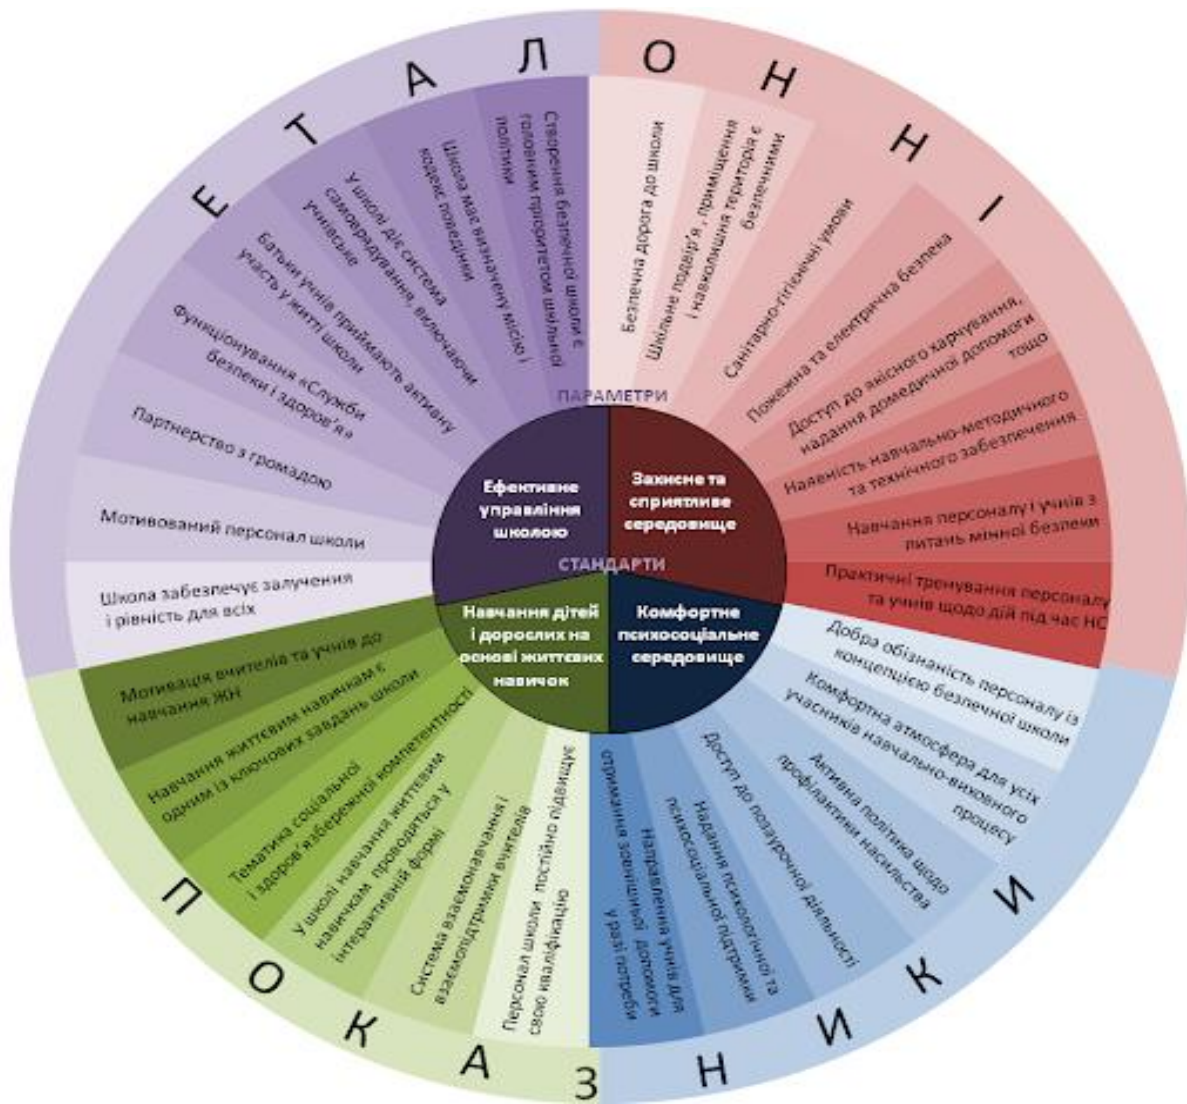 ЕТАЛОННІ
ПОКАЗНИКИ
ПАРАМЕТРИ
СТАНДАРТИ
Ефективне
управління
школою
Захисне та
сприятливе
середовище
Навчання дітей
і дорослих на
основі життєвих
навичок
Комфортне
психосоціальне
середовище
Створення безпечної школи є
головним пріоритетом шкільної
політики
Школа має визначену місію і
кодекс поведінки
У школі діє система
самоврядування, включаючи
учнівське
Батьки учнів приймають активну
участь у житті школи
Функціонування «Служби
безпеки і здоров'я»
Партнерство з громадою
Мотивований персонал школи
Школа забезпечує залучення
і рівність для всіх
Безпечна дорога до школи
Шкільне подвір'я, приміщення
і навколишня територія є
безпечними
Санітарно-гігієнічні умови
Пожежна та електрична безпека
Доступ до якісного харчування,
надання домедичної допомоги
тощо
Наявність навчально-методичного
та технічного забезпечення
Навчання персоналу і учнів з
питань мінної безпеки
Практичні тренування персоналу
та учнів щодо дій під час НС
Добра обізнаність персоналу із
концепцією безпечної школи
Комфортна атмосфера для усіх
учасників навчально-виховного
процесу
Активна політика щодо
профілактики насильства
Доступ до позаурочної діяльності
Надання психологічної та
психосоціальної підтримки
Направлення учнів для
отримання зовнішньої допомоги
у разі потреби
Мотивація вчителів та учнів до
навчання ЖН
Навчання життєвим навичкам є
одним із ключових завдань школи
Тематика соціальної
і здоров'язбережної компетентності
У школі навчання життєвим
навичкам проводяться у
інтерактивній формі
Система взаємонавчання і
взаємопідтримки вчителів
Персонал школи постійно підвищує
свою кваліфікацію